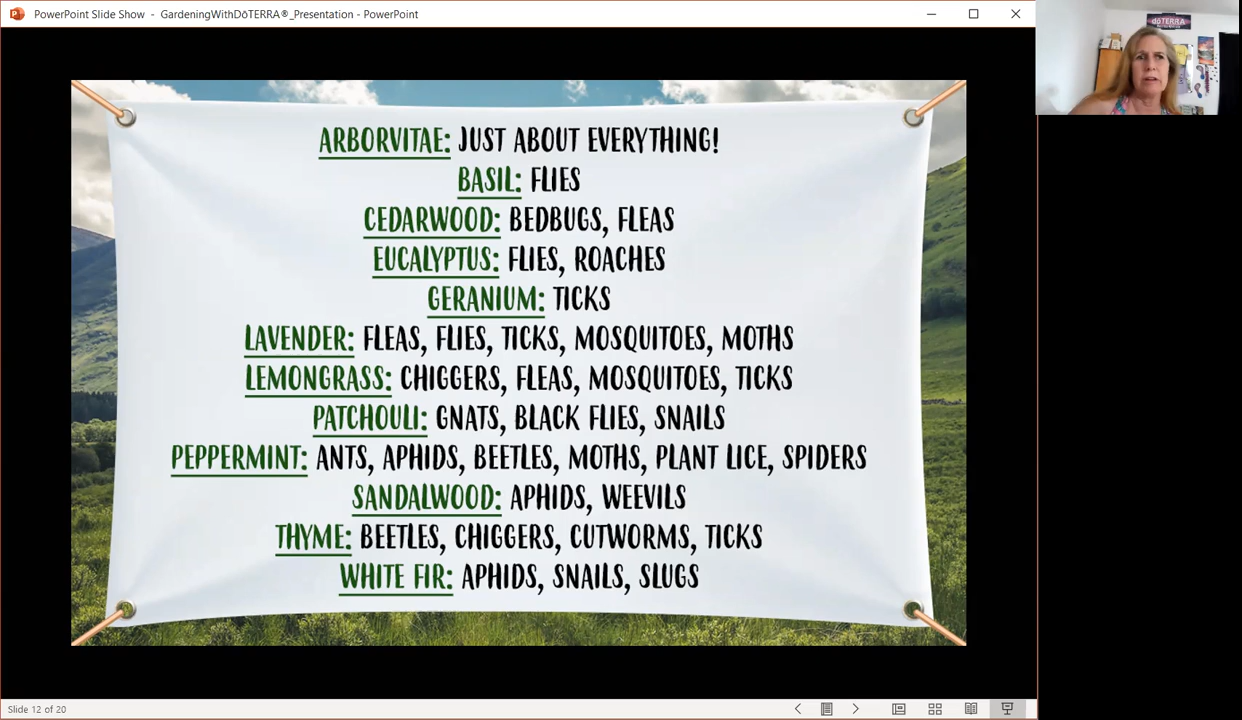 PowerPoint Slide Show - GardeningWithDōTERRA®_Presentation - PowerPoint
dōTERRA
ARBORVITAE: JUST ABOUT EVERYTHING!
BASIL: FLIES
CEDARWOOD: BEDBUGS, FLEAS
EUCALYPTUS: FLIES, ROACHES
GERANIUM: TICKS
LAVENDER: FLEAS, FLIES, TICKS, MOSQUITOES, MOTHS
LEMONGRASS: CHIGGERS, FLEAS, MOSQUITOES, TICKS
PATCHOULI: GNATS, BLACK FLIES, SNAILS
PEPPERMINT: ANTS, APHIDS, BEETLES, MOTHS, PLANT LICE, SPIDERS
SANDALWOOD: APHIDS, WEEVILS
THYME: BEETLES, CHIGGERS, CUTWORMS, TICKS
WHITE FIR: APHIDS, SNAILS, SLUGS
Slide 12 of 20